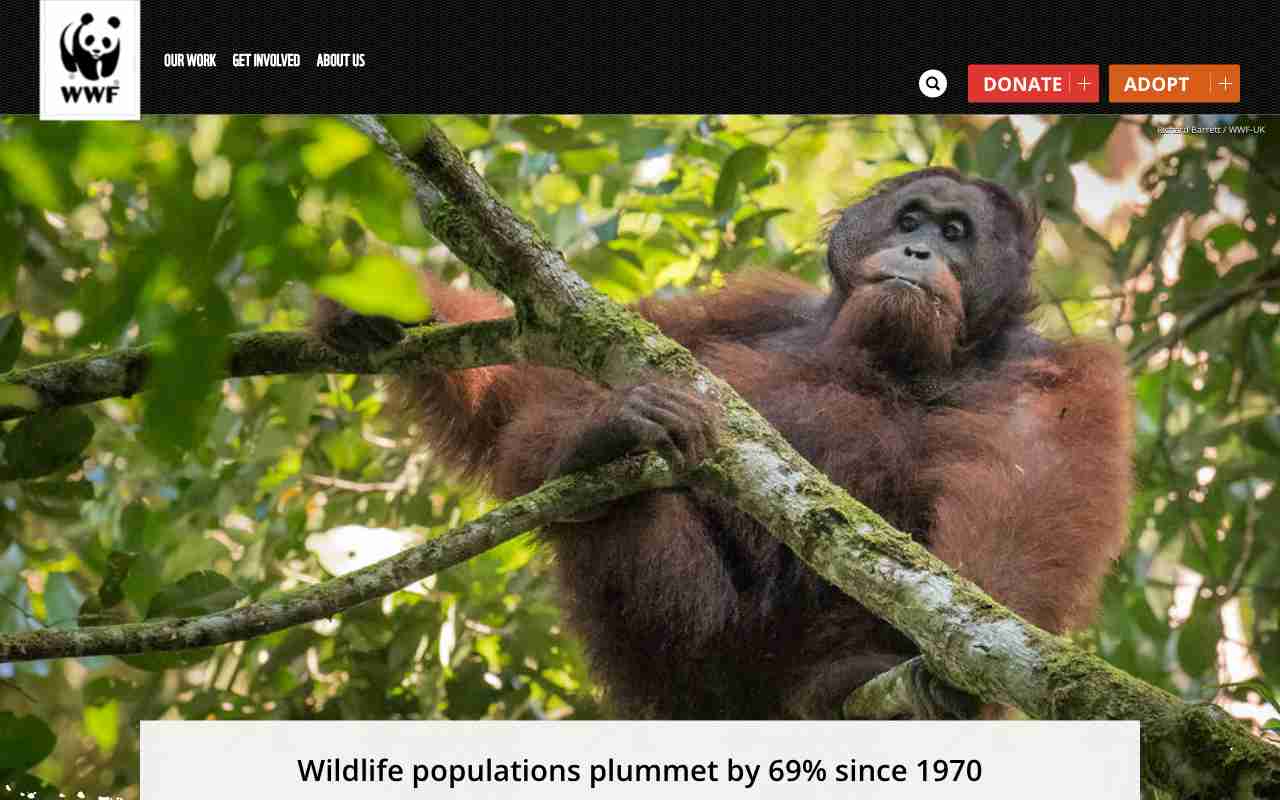 WWF
OUR WORK GET INVOLVED ABOUT US
DONATE ADOPT
Richard Barrett / WWF-UK
Wildlife populations plummet by 69% since 1970